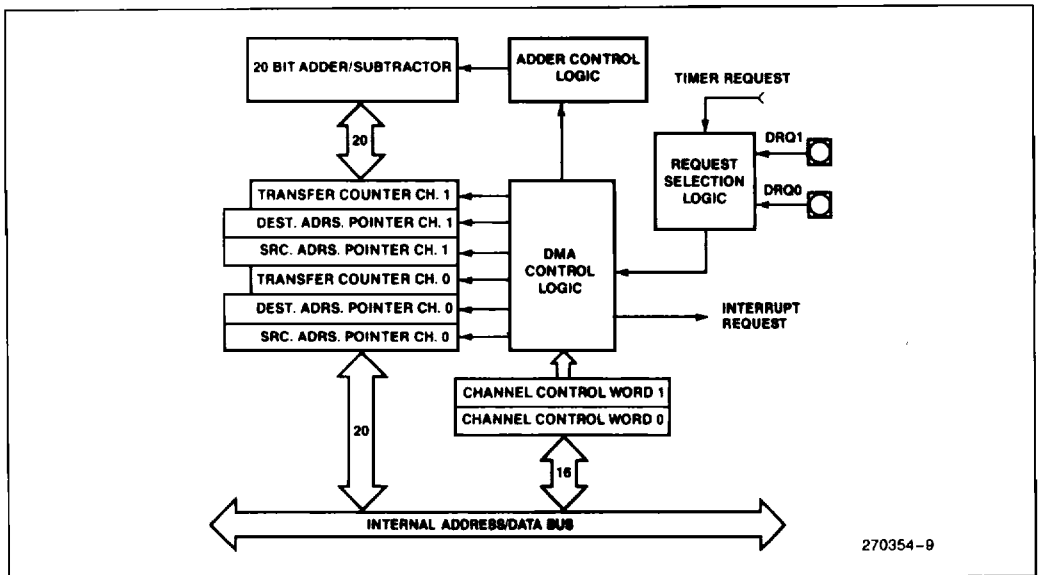 20 BIT ADDER/SUBTRACTOR
ADDER CONTROL
LOGIC
TIMER REQUEST
20
DRQ1
REQUEST
SELECTION
LOGIC
DRQ0
TRANSFER COUNTER CH. 1
DEST. ADRS. POINTER CH. 1
SRC. ADRS. POINTER CH. 1
TRANSFER COUNTER CH. 0
DEST. ADRS. POINTER CH. 0
SRC. ADRS. POINTER CH. 0
DMA
CONTROL
LOGIC
INTERRUPT
REQUEST
CHANNEL CONTROL WORD 1
CHANNEL CONTROL WORD 0
20
16
INTERNAL ADDRESS/DATA BUS
270354-9